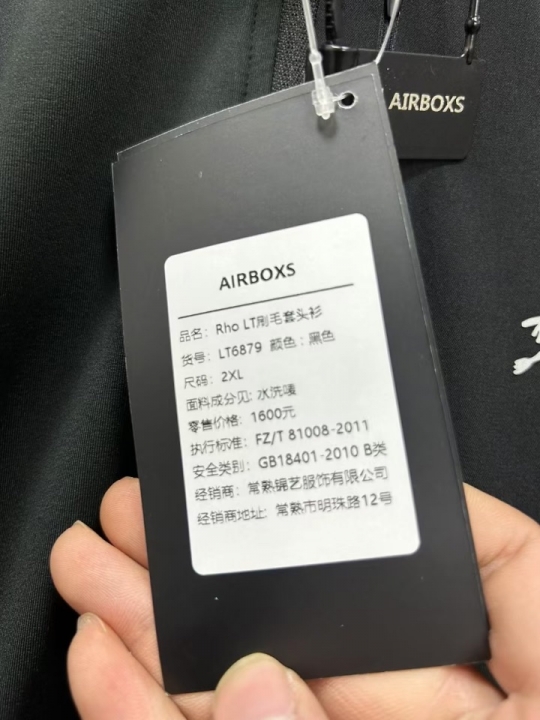 AIRBOXS
AIRBOXS
品名: Rho LT刷毛套头衫
货号: LT6879 颜色: 黑色
尺码: 2XL
面料成分见: 水洗唛
零售价格: 1600元
执行标准: FZ/T 81008-2011
安全类别: GB18401-2010 B类
经销商: 常熟锦艺服饰有限公司
经销商地址: 常熟市明珠路12号